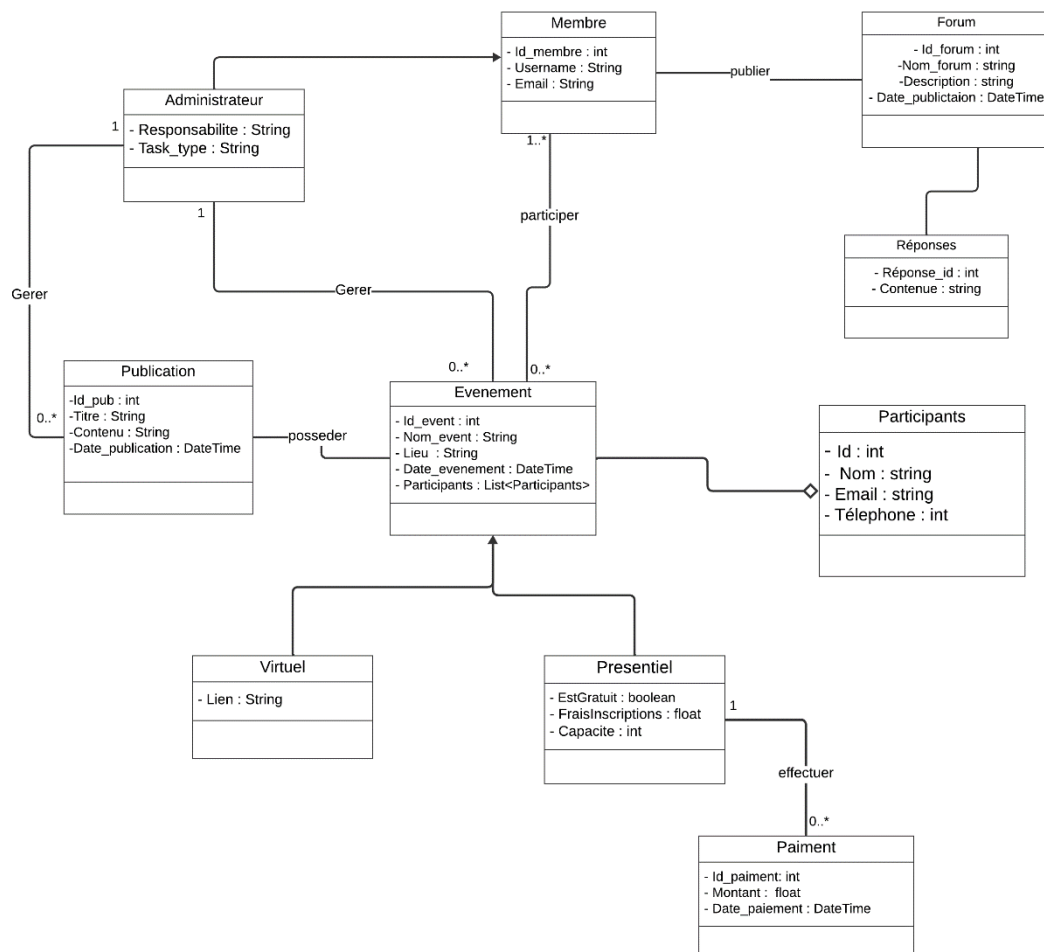 Membre
- Id_membre : int
- Username : String
- Email : String
Forum
- Id_forum : int
-Nom_forum : string
-Description : string
- Date_publictaion : DateTime
publier
Administrateur
- Responsabilite : String
- Task_type : String
1
1
1..*
participer
Réponses
- Réponse_id : int
- Contenue : string
Gerer
Gerer
0..*
0..*
0..*
Publication
-Id_pub : int
-Titre : String
-Contenu : String
-Date_publication : DateTime
posseder
Evenement
- Id_event : int
- Nom_event : String
- Lieu : String
- Date_evenement : DateTime
- Participants : List<Participants>
Participants
- Id : int
- Nom : string
- Email : string
- Télephone : int
Virtuel
- Lien : String
Presentiel
- EstGratuit : boolean
- FraisInscriptions : float
- Capacite : int
1
effectuer
0..*
Paiment
- Id_paiment: int
- Montant : float
- Date_paiement : DateTime